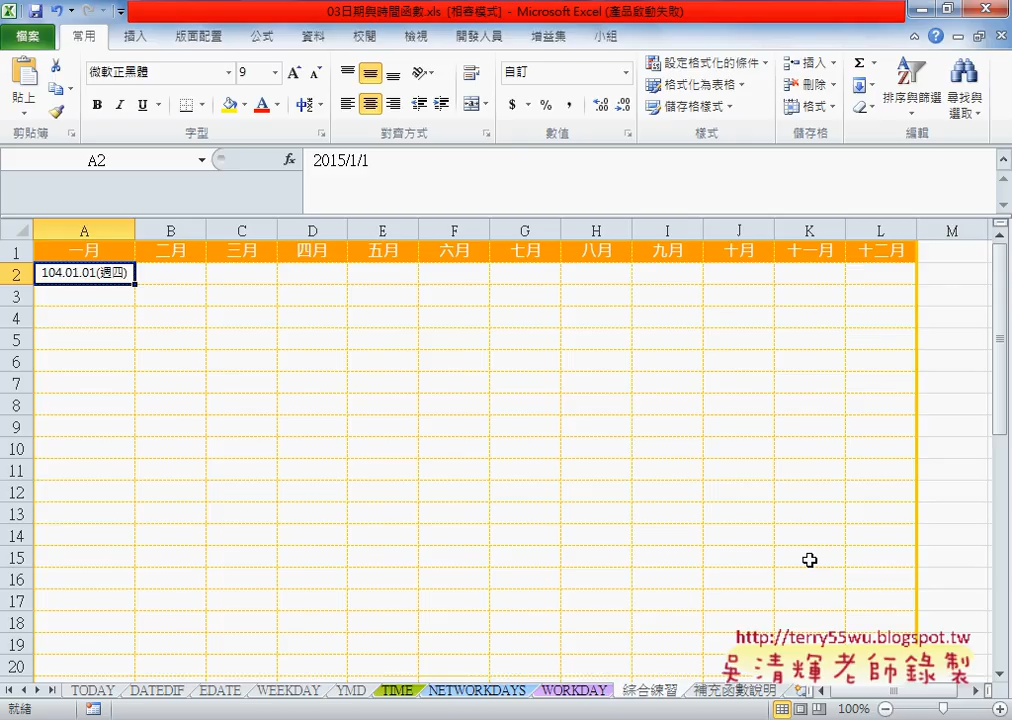 03日期與時間函數.xls [相容模式] - Microsoft Excel (產品啟動失敗)
檔案 常用 插入 版面配置 公式 資料 校閱 檢視 開發人員 增益集 小組
微軟正黑體 9 自訂 設定格式化的條件 插入
貼上 格式化為表格 刪除 排序與篩選 尋找與選取
B I U $ % , 儲存格樣式 格式
剪貼簿 字型 對齊方式 數值 樣式 儲存格 編輯
A2 fx 2015/1/1
A B C D E F G H I J K L M
1 一月 二月 三月 四月 五月 六月 七月 八月 九月 十月 十一月 十二月
2 104.01.01(週四)
3
4
5
6
7
8
9
10
11
12
13
14
15
16
17
18
19
20
http://terry55wu.blogspot.tw
吳清輝老師錄製
TODAY DATEDIF EDATE WEEKDAY YMD TIME NETWORKDAYS WORKDAY 綜合練習 補充函數說明
就緒 100%